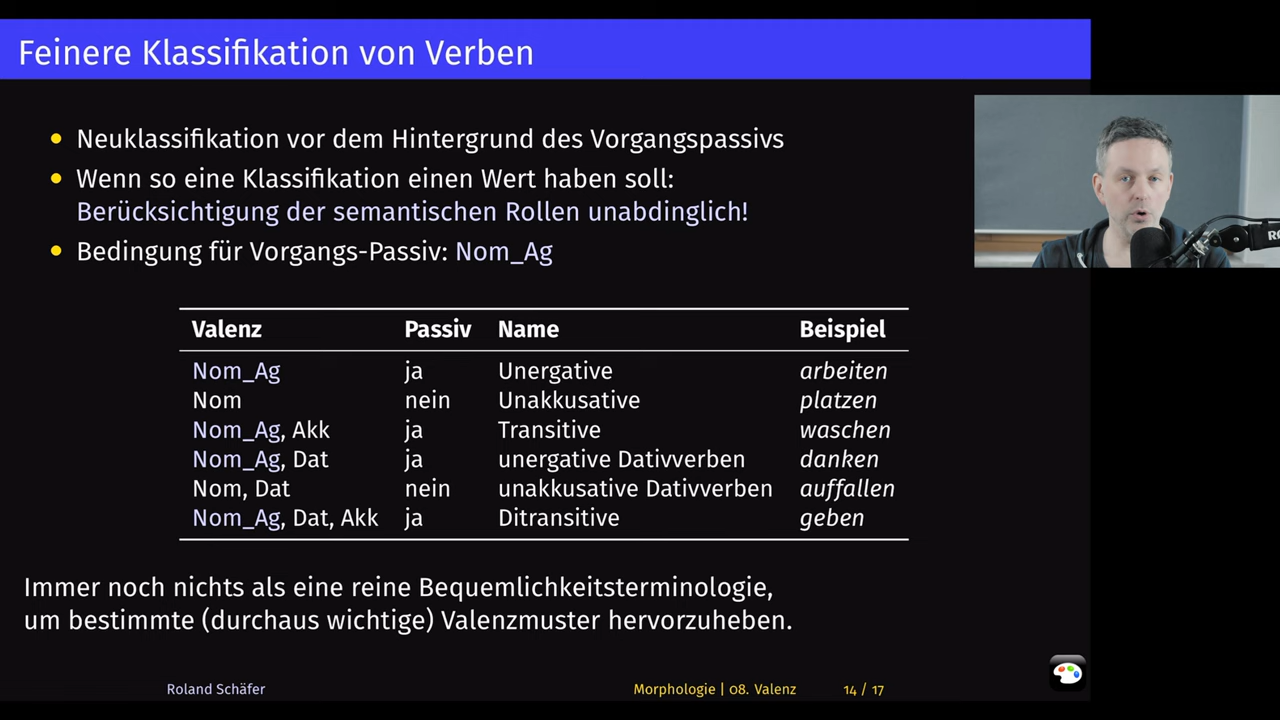 Feinere Klassifikation von Verben
Neuklassifikation vor dem Hintergrund des Vorgangspassivs
Wenn so eine Klassifikation einen Wert haben soll:
Berücksichtigung der semantischen Rollen unabdinglich!
Bedingung für Vorgangs-Passiv: Nom_Ag
Valenz Passiv Name Beispiel
Nom_Ag ja Unergative arbeiten
Nom nein Unakkusative platzen
Nom_Ag, Akk ja Transitive waschen
Nom_Ag, Dat ja unergative Dativverben danken
Nom, Dat nein unakkusative Dativverben auffallen
Nom_Ag, Dat, Akk ja Ditransitive geben
Immer noch nichts als eine reine Bequemlichkeitsterminologie,
um bestimmte (durchaus wichtige) Valenzmuster hervorzuheben.
Roland Schäfer Morphologie | 08. Valenz 14 / 17